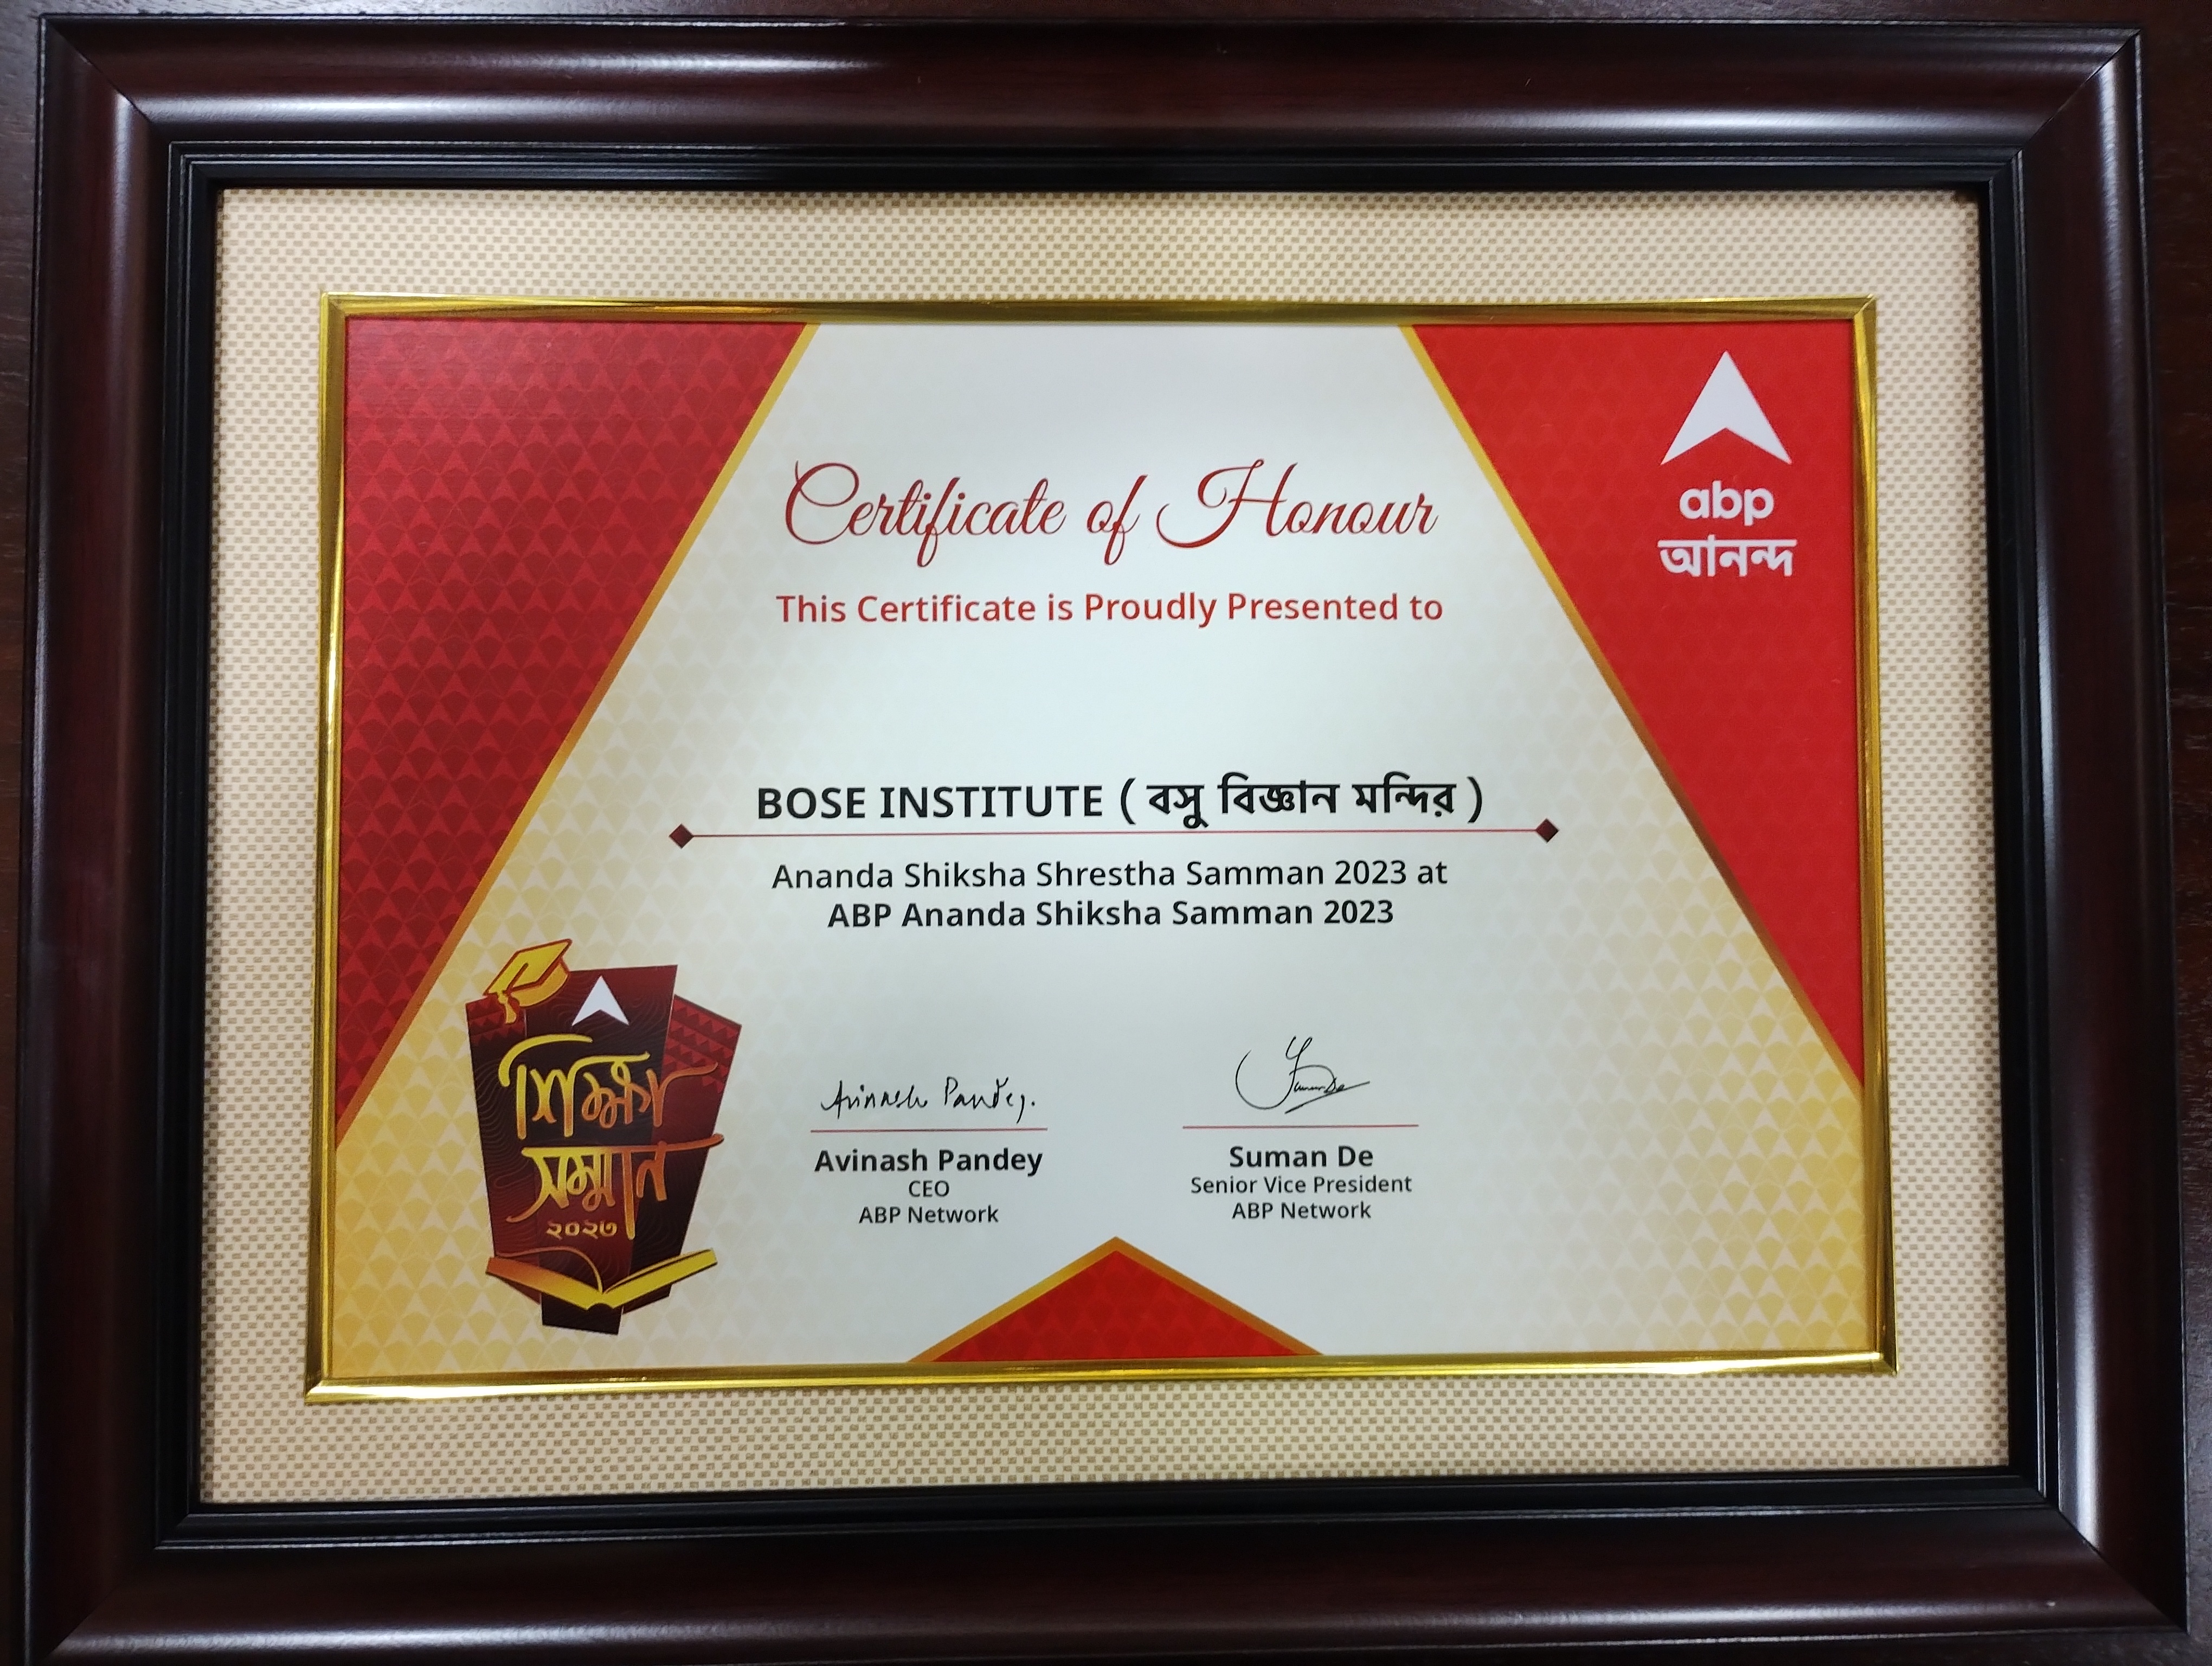 abp
আনন্দ
Certificate of Honour
This Certificate is Proudly Presented to
BOSE INSTITUTE ( বসু বিজ্ঞান মন্দির )
Ananda Shiksha Shrestha Samman 2023 at
ABP Ananda Shiksha Samman 2023
শিক্ষা
সম্মান
২০২৩
Avinash Pandey.
Suman De
Avinash Pandey
CEO
ABP Network
Suman De
Senior Vice President
ABP Network